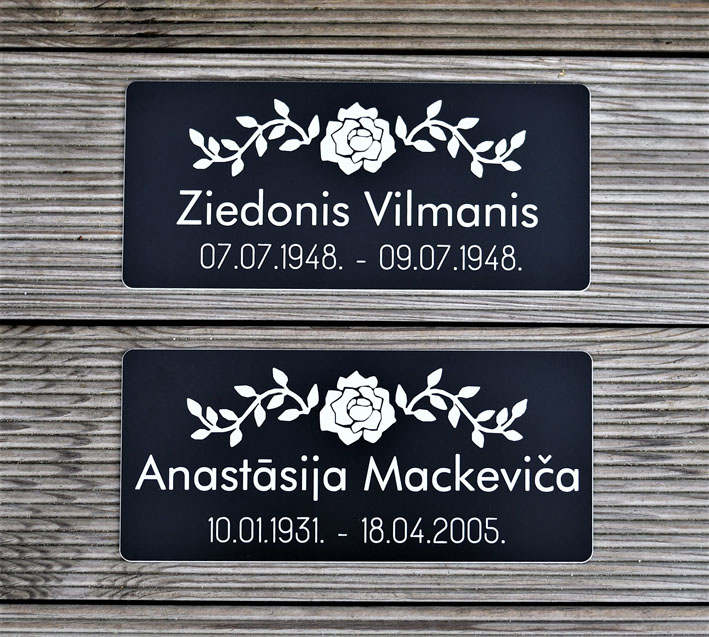 Ziedonis Vilmanis
07.07.1948. - 09.07.1948.
Anastāsija Mackeviča
10.01.1931. - 18.04.2005.